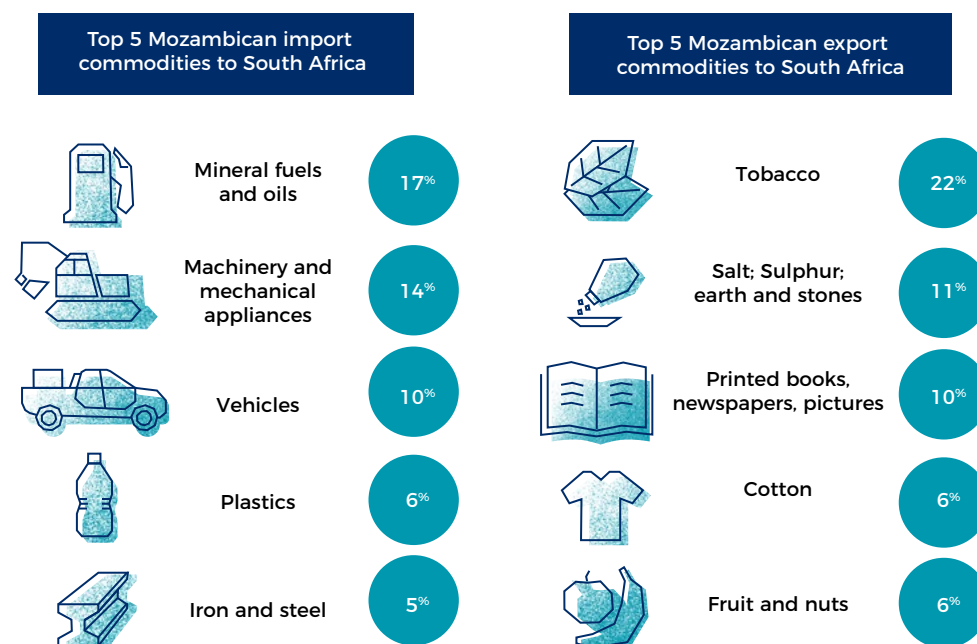 Top 5 Mozambican import
commodities to South Africa
Mineral fuels
and oils
17%
Machinery and
mechanical
appliances
14%
Vehicles
10%
Plastics
6%
Iron and steel
5%
Top 5 Mozambican export
commodities to South Africa
Tobacco
22%
Salt; Sulphur;
earth and stones
11%
Printed books,
newspapers, pictures
10%
Cotton
6%
Fruit and nuts
6%